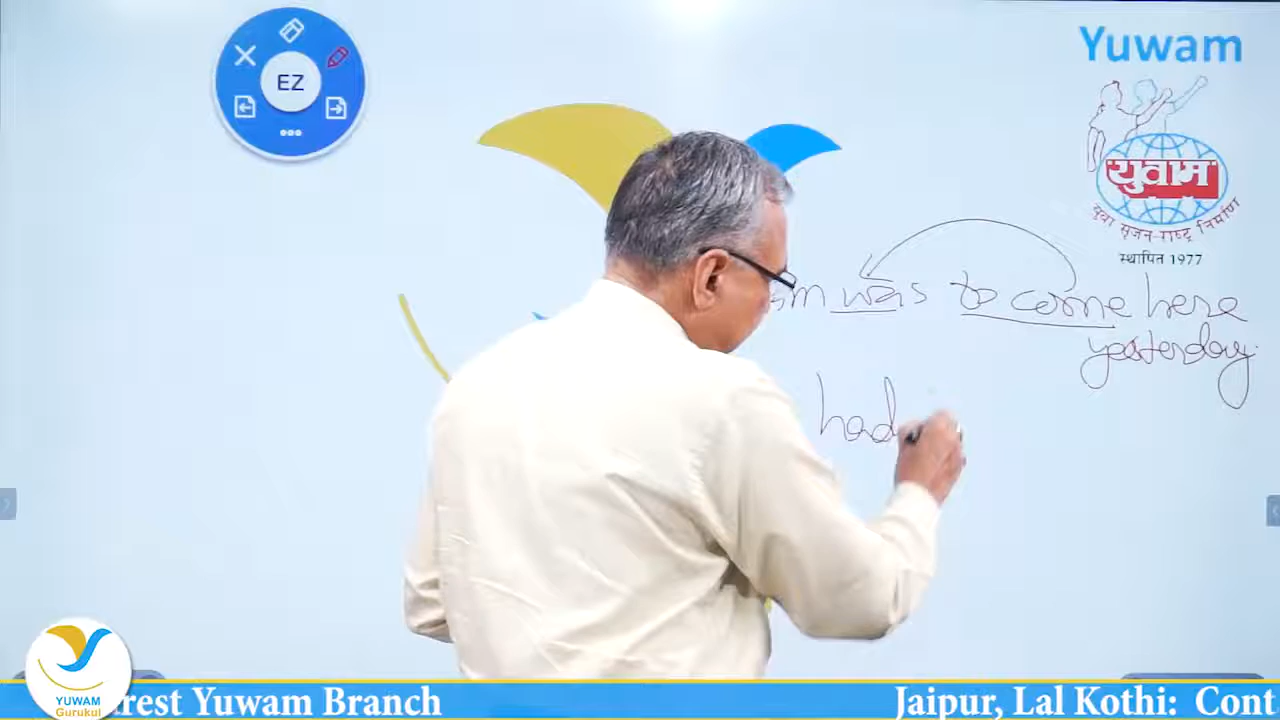 EZ
Yuwam
युवाम
युवा सृजन-राष्ट्र निर्माण
स्थापित 1977
was to come here
yesterday.
had
YUWAM
Gurukul
rest Yuwam Branch Jaipur, Lal Kothi: Cont